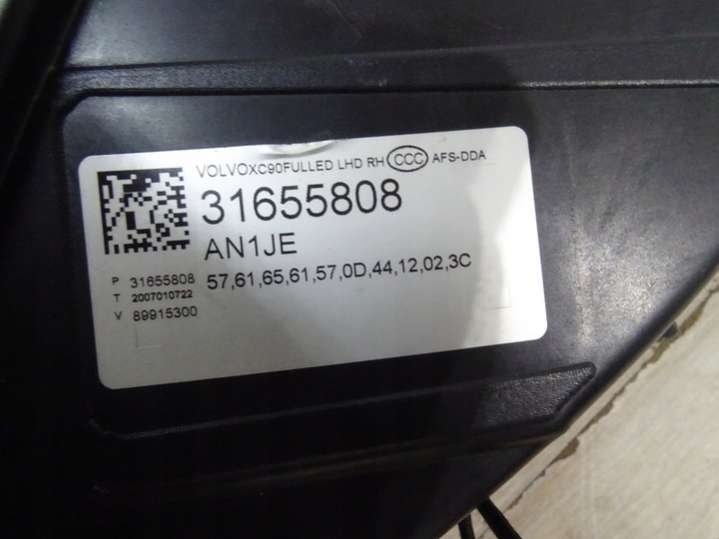 VOLVOXC90FULLED LHD RH CCC AFS-DDA
31655808
AN1JE
57,61,65,61,57,0D,44,12,02,3C
P 31655808
T 2007010722
V 89915300